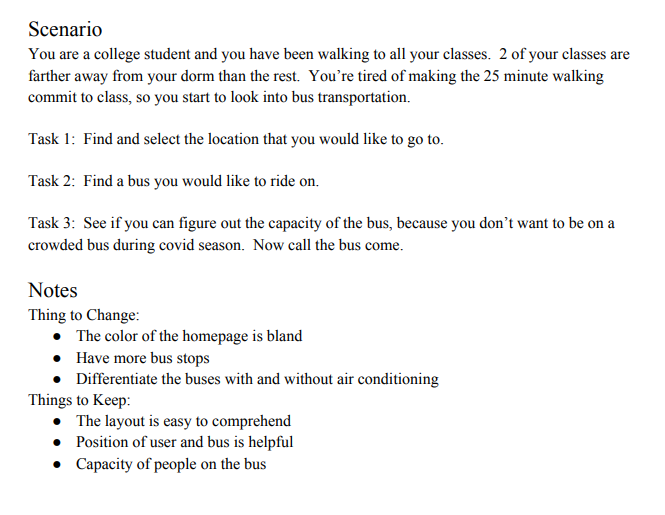 Scenario
You are a college student and you have been walking to all your classes.  2 of your classes are
farther away from your dorm than the rest.  You’re tired of making the 25 minute walking
commit to class, so you start to look into bus transportation.
Task 1:  Find and select the location that you would like to go to.
Task 2:  Find a bus you would like to ride on.
Task 3:  See if you can figure out the capacity of the bus, because you don’t want to be on a
crowded bus during covid season.  Now call the bus come.
Notes
Thing to Change:
● The color of the homepage is bland
● Have more bus stops
● Differentiate the buses with and without air conditioning
Things to Keep:
● The layout is easy to comprehend
● Position of user and bus is helpful
● Capacity of people on the bus